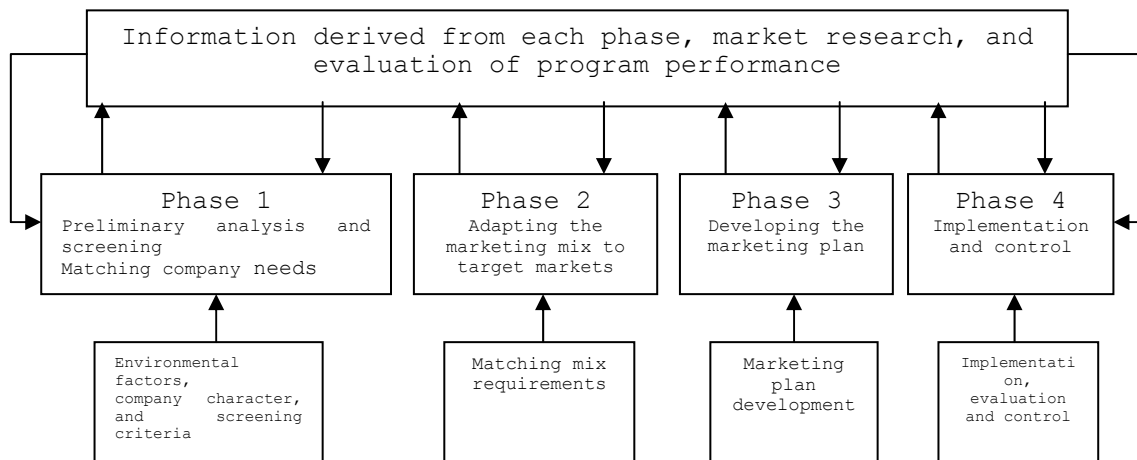 Information derived from each phase, market research, and
evaluation of program performance
Phase 1
Preliminary analysis and
screening
Matching company needs
Phase 2
Adapting the
marketing mix to
target markets
Phase 3
Developing the
marketing plan
Phase 4
Implementation
and control
Environmental
factors,
company character,
and screening
criteria
Matching mix
requirements
Marketing
plan
development
Implementati
on,
evaluation
and control